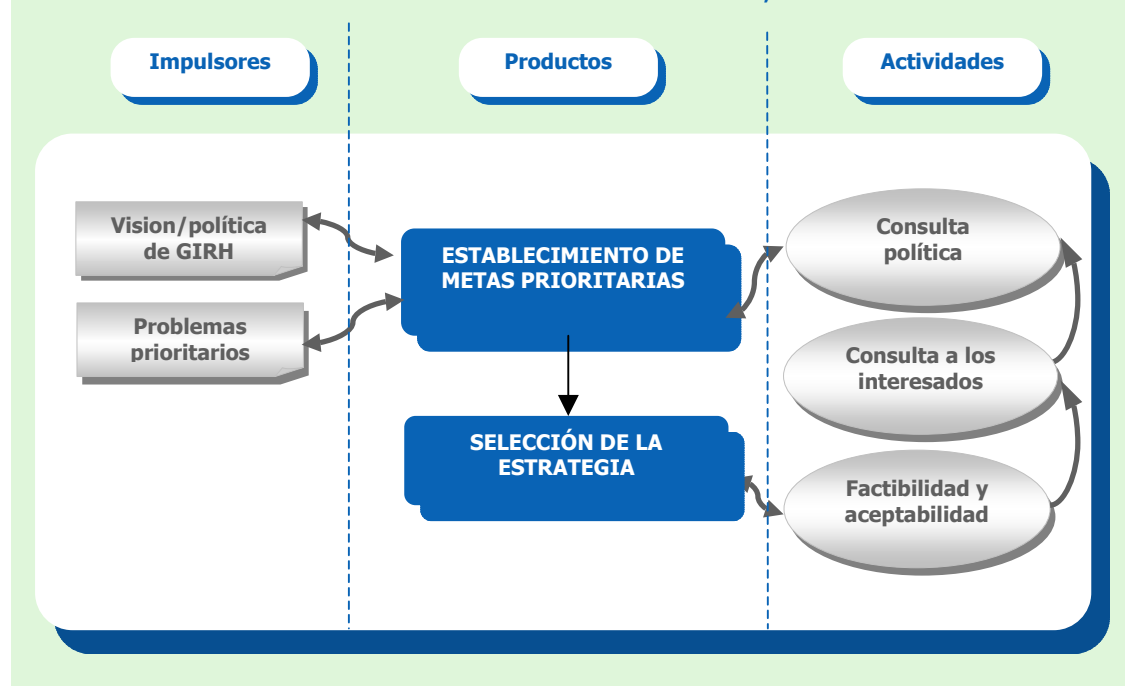 Impulsores
Productos
Actividades
Vision/política
de GIRH
Problemas
prioritarios
ESTABLECIMIENTO DE
METAS PRIORITARIAS
SELECCIÓN DE LA
ESTRATEGIA
Consulta
política
Consulta a los
interesados
Factibilidad y
aceptabilidad